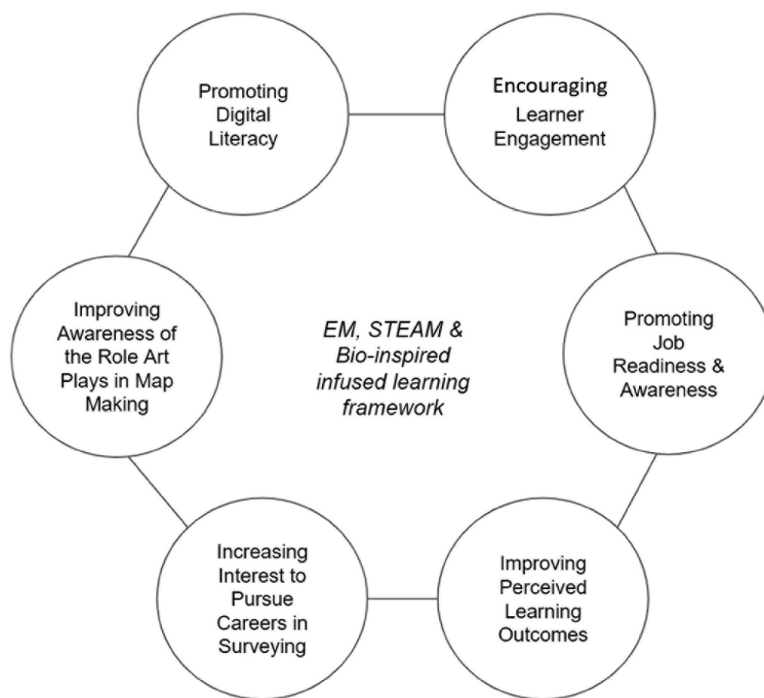 Promoting
Digital
Literacy
Encouraging
Learner
Engagement
Improving
Awareness of
the Role Art
Plays in Map
Making
EM, STEAM &
Bio-inspired
infused learning
framework
Promoting
Job
Readiness &
Awareness
Increasing
Interest to
Pursue
Careers in
Surveying
Improving
Perceived
Learning
Outcomes